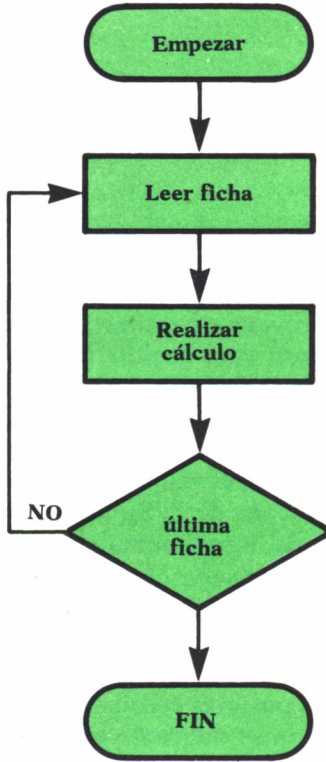 Empezar
Leer ficha
Realizar
cálculo
NO
última
ficha
FIN